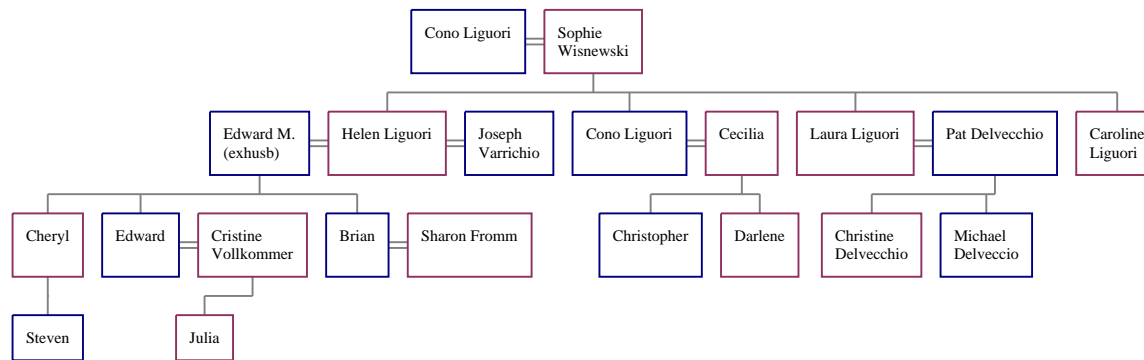 Cono Liguori
Sophie
Wisnewski
Edward M.
(exhusb)
Helen Liguori
Joseph
Varrichio
Cono Liguori
Cecilia
Laura Liguori
Pat Delvecchio
Caroline
Liguori
Cheryl
Edward
Cristine
Vollkommer
Brian
Sharon Fromm
Christopher
Darlene
Christine
Delvecchio
Michael
Delveccio
Steven
Julia